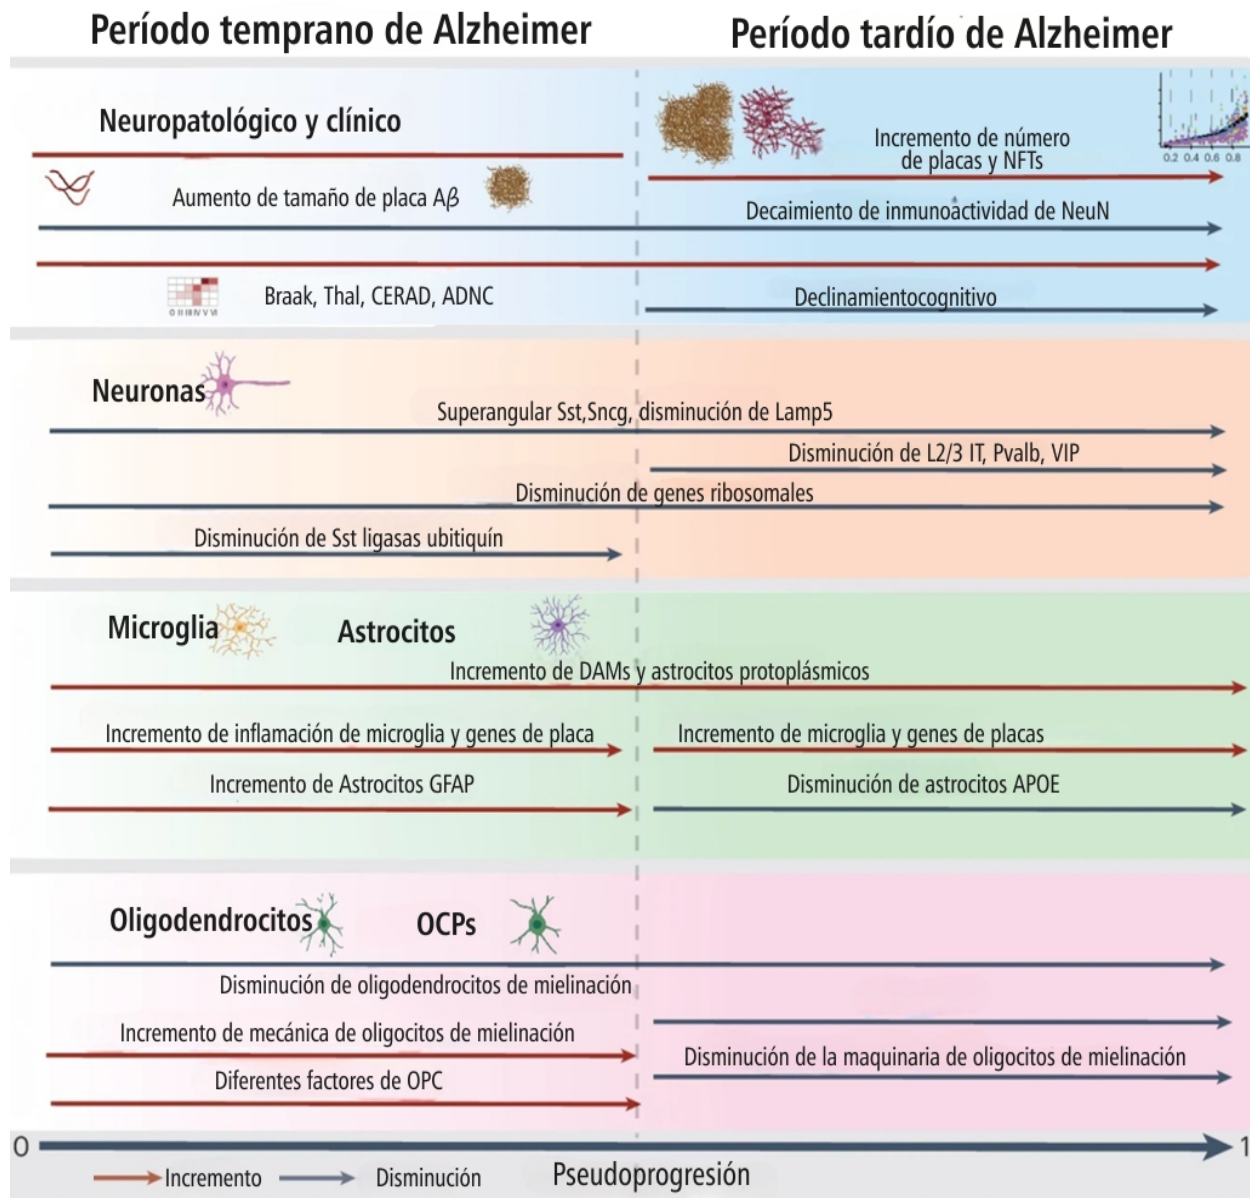 Período temprano de Alzheimer
Período tardío de Alzheimer
Neuropatológico y clínico
Incremento de número
de placas y NFTs
0.2 0.4 0.6 0.8
Aumento de tamaño de placa Aβ
Decaimiento de inmunoactividad de NeuN
Braak, Thal, CERAD, ADNC
0 I II III IV V VI
Declinamientocognitivo
Neuronas
Superangular Sst,Sncg, disminución de Lamp5
Disminución de L2/3 IT, Pvalb, VIP
Disminución de genes ribosomales
Disminución de Sst ligasas ubitiquín
Microglia
Astrocitos
Incremento de DAMs y astrocitos protoplásmicos
Incremento de inflamación de microglia y genes de placa
Incremento de microglia y genes de placas
Incremento de Astrocitos GFAP
Disminución de astrocitos APOE
Oligodendrocitos
OCPs
Disminución de oligodendrocitos de mielinación
Incremento de mecánica de oligocitos de mielinación
Disminución de la maquinaria de oligocitos de mielinación
Diferentes factores de OPC
0
1
Incremento
Disminución
Pseudoprogresión